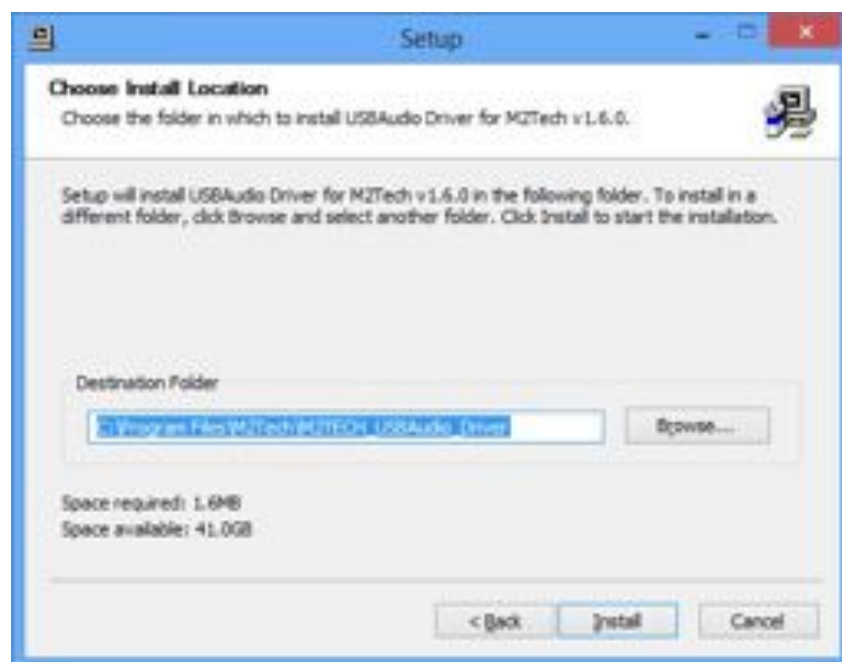 Setup
Choose Install Location
Choose the folder in which to install USBAudio Driver for M2Tech v1.6.0.
Setup will install USBAudio Driver for M2Tech v1.6.0 in the following folder. To install in a
different folder, click Browse and select another folder. Click Install to start the installation.
Destination Folder
C:\Program Files\M2Tech\M2TECH_USBAudio_Driver
Browse...
Space required: 1.6MB
Space available: 41.0GB
< Back
Install
Cancel